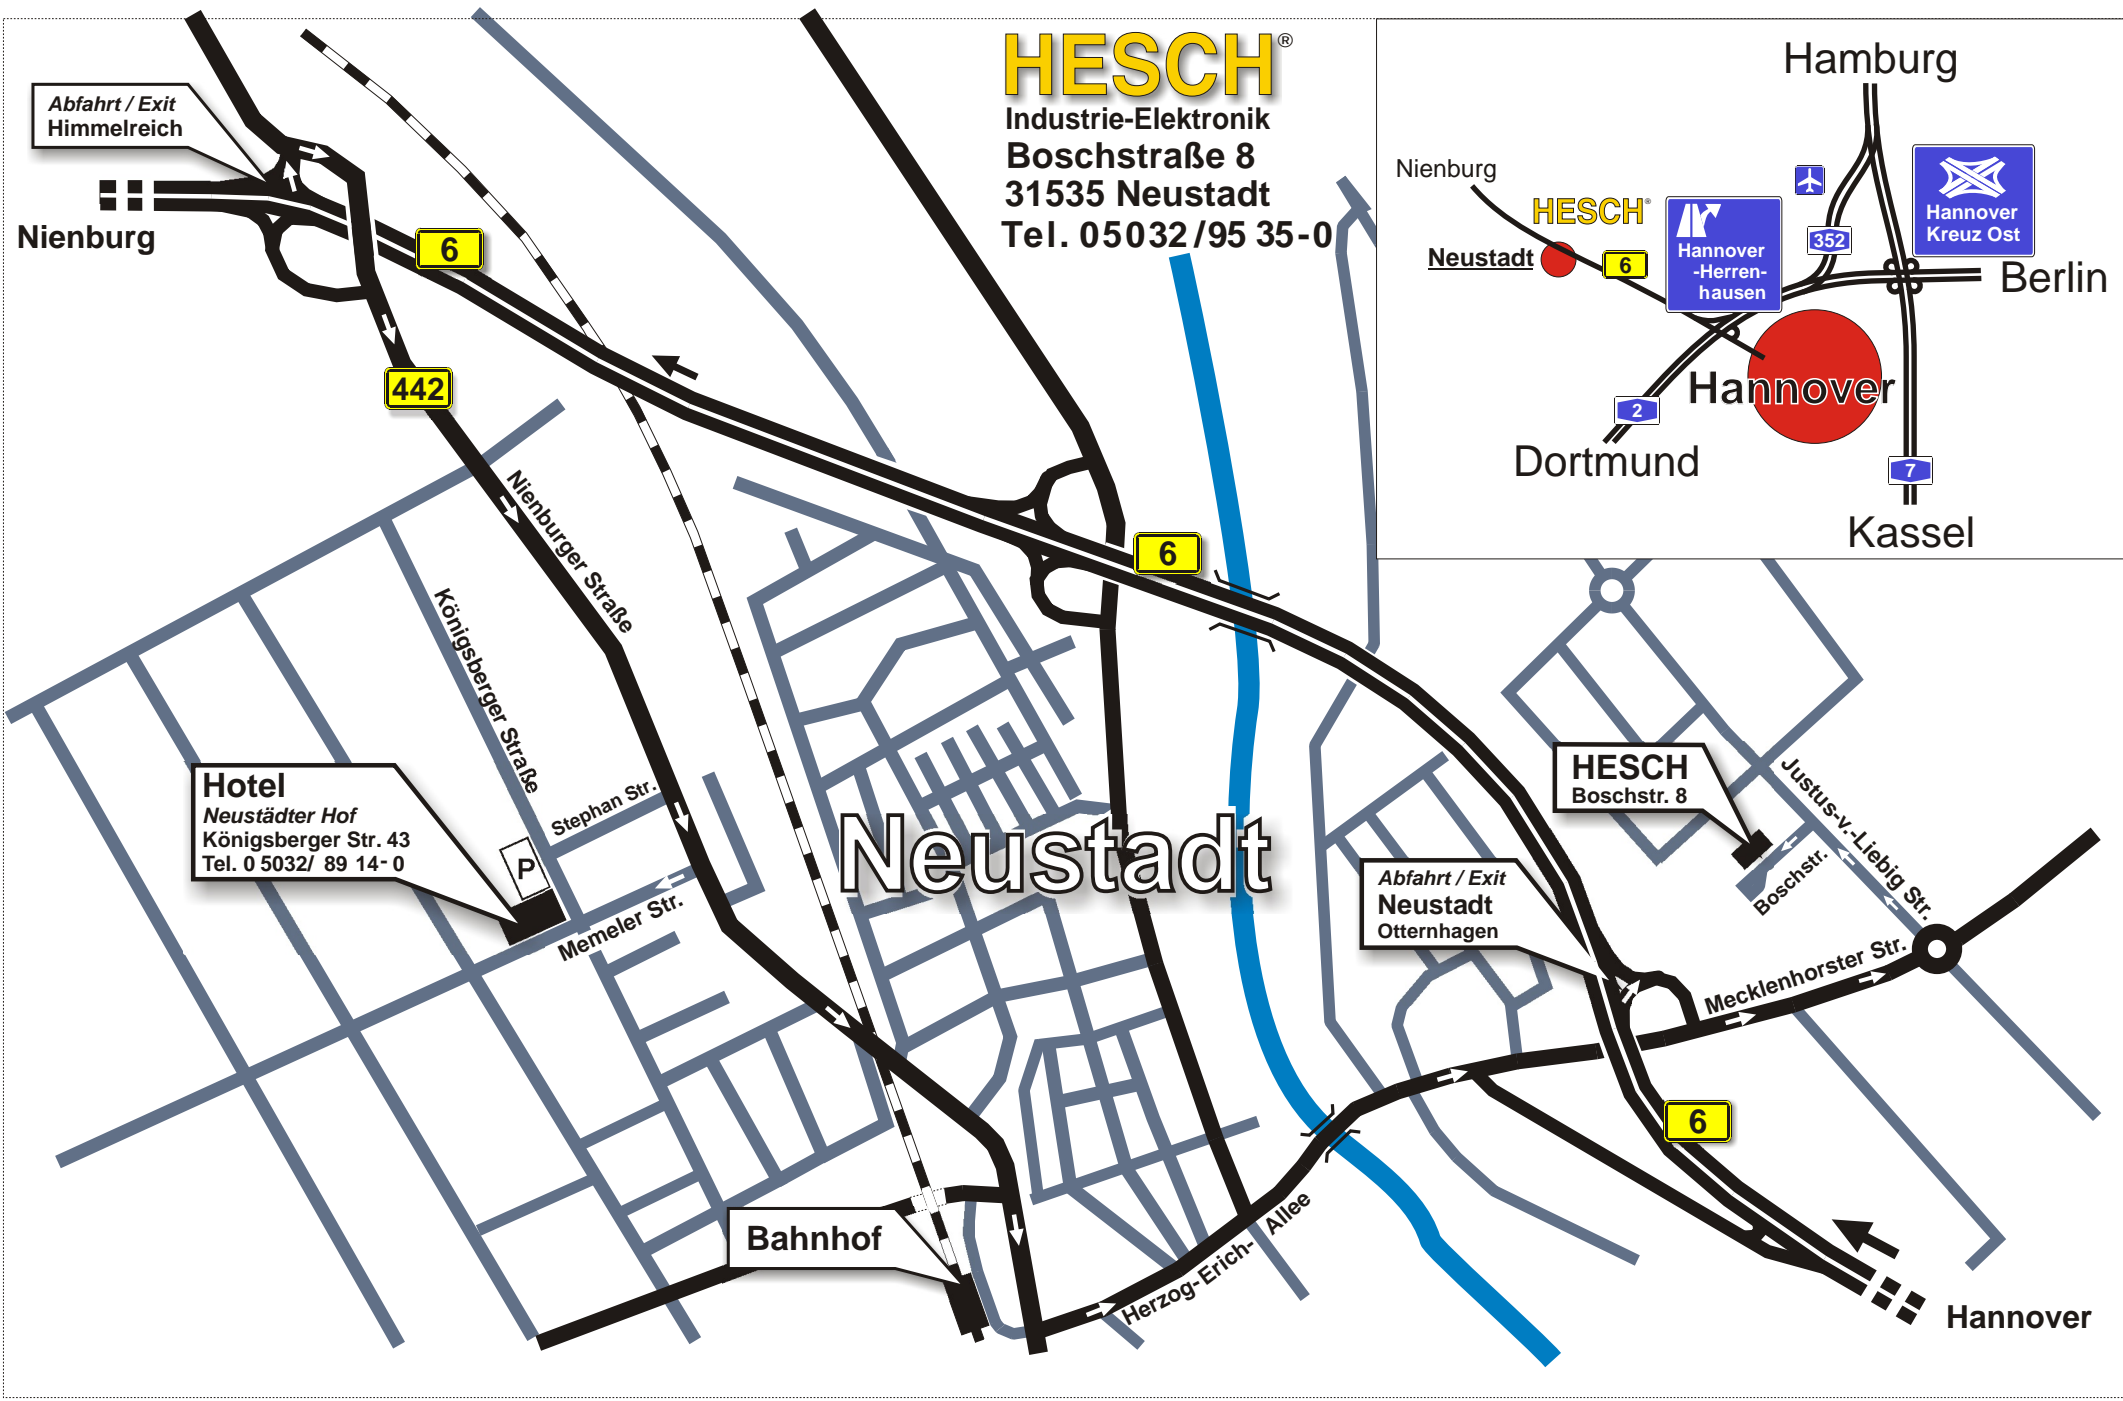 HESCH®
Industrie-Elektronik
Boschstraße 8
31535 Neustadt
Tel. 05032/95 35-0
Abfahrt / Exit
Himmelreich
Nienburg
6
442
Nienburger Straße
Königsberger Straße
Stephan Str.
Memeler Str.
Hotel
Neustädter Hof
Königsberger Str. 43
Tel. 0 5032/ 89 14-0
P
Neustadt
6
Bahnhof
Herzog-Erich-Allee
Abfahrt / Exit
Neustadt
Otternhagen
HESCH
Boschstr. 8
Justus-v.-Liebig Str.
Boschstr.
Mecklenhorster Str.
6
Hannover
Hamburg
Nienburg
HESCH®
Neustadt
6
Hannover
-Herren-
hausen
352
Hannover
Kreuz Ost
Berlin
Hannover
2
Dortmund
7
Kassel